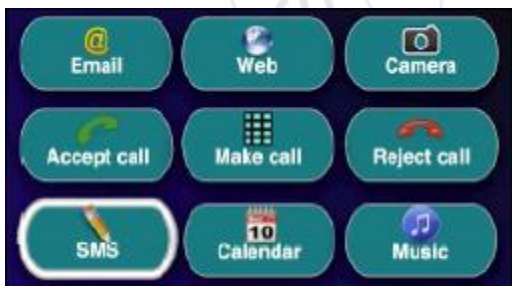 @
Email
Web
Camera
Accept call
Make call
Reject call
SMS
10
Calendar
Music